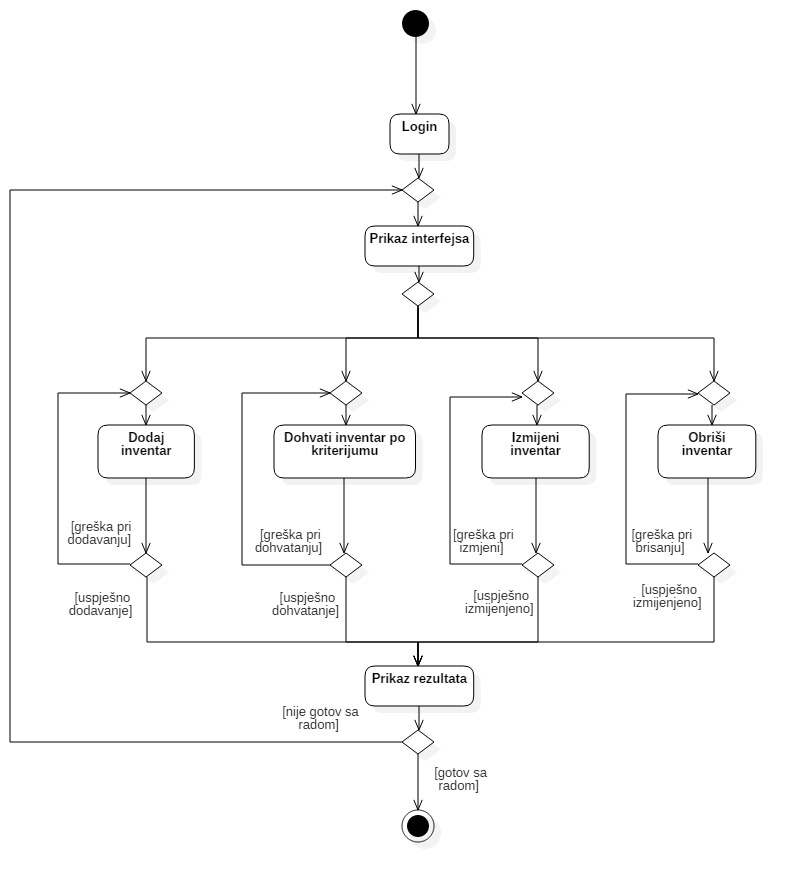 Login
Prikaz interfejsa
Dodaj
inventar
Dohvati inventar po
kriterijumu
Izmijeni
inventar
Obriši
inventar
[greška pri
dodavanju]
[greška pri
dohvatanju]
[greška pri
izmjeni]
[greška pri
brisanju]
[uspješno
dodavanje]
[uspješno
dohvatanje]
[uspješno
izmijenjeno]
[uspješno
izmijenjeno]
Prikaz rezultata
[nije gotov sa
radom]
[gotov sa
radom]